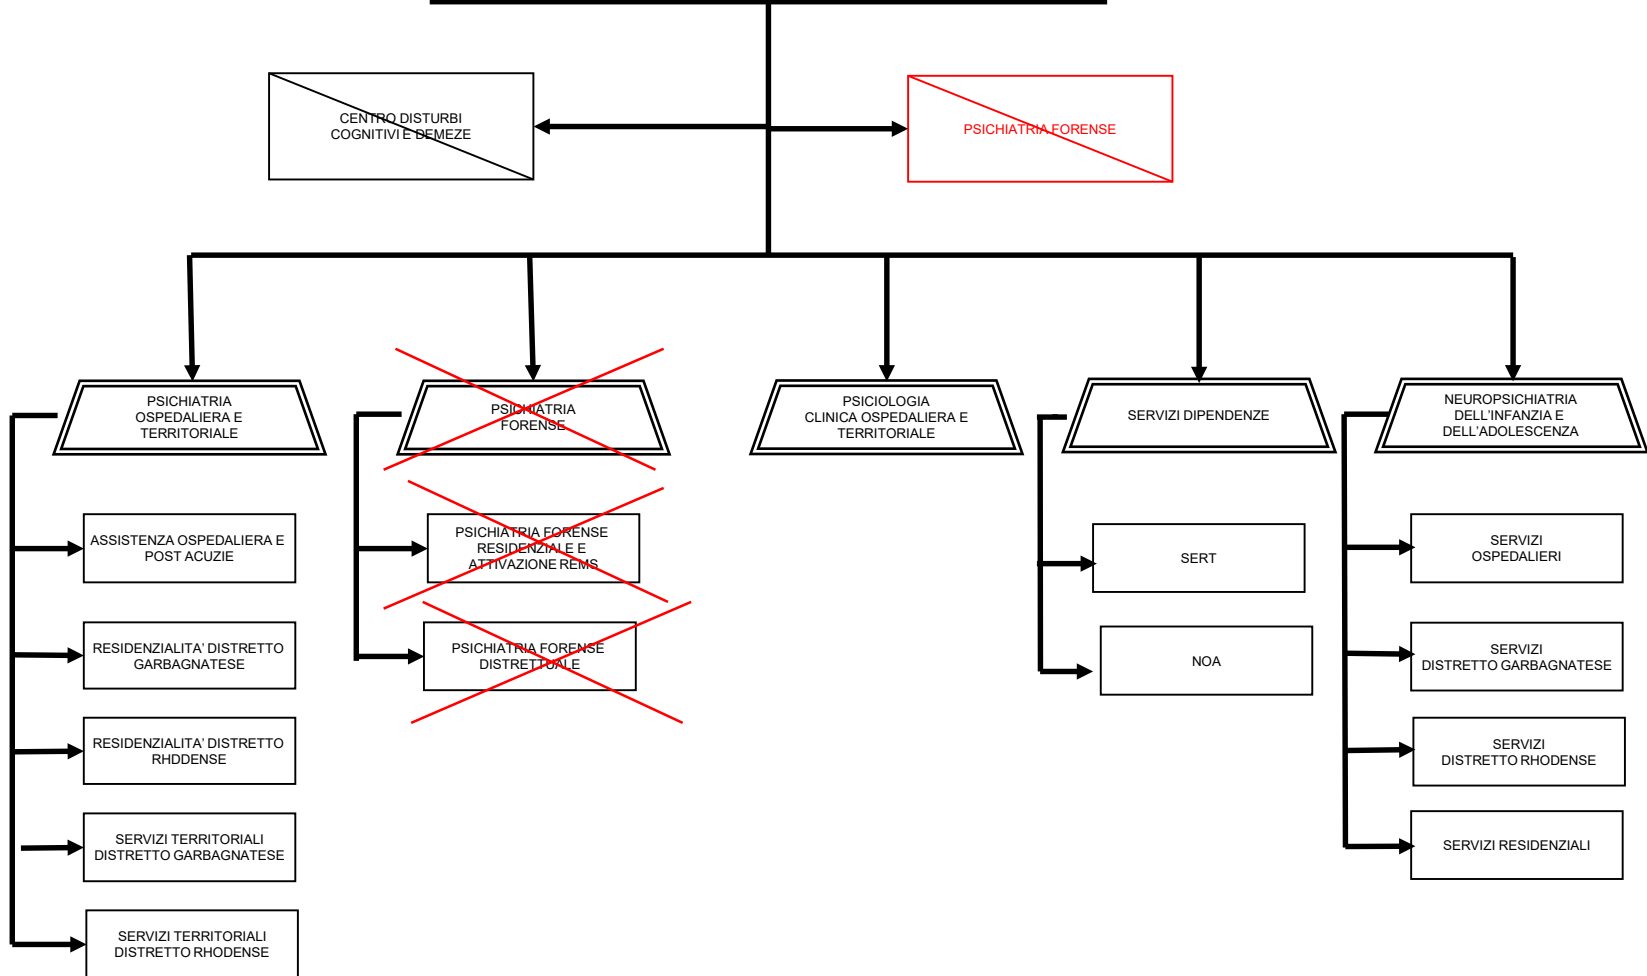 CENTRO DISTURBI
COGNITIVI E DEMEZE
PSICHIATRIA FORENSE
PSICHIATRIA
OSPEDALIERA E
TERRITORIALE
PSICHIATRIA
FORENSE
PSICIOLOGIA
CLINICA OSPEDALIERA E
TERRITORIALE
SERVIZI DIPENDENZE
NEUROPSICHIATRIA
DELL'INFANZIA E
DELL'ADOLESCENZA
ASSISTENZA OSPEDALIERA E
POST ACUZIE
RESIDENZIALITA' DISTRETTO
GARBAGNATESE
RESIDENZIALITA' DISTRETTO
RHDDENSE
SERVIZI TERRITORIALI
DISTRETTO GARBAGNATESE
SERVIZI TERRITORIALI
DISTRETTO RHODENSE
PSICHIATRIA FORENSE
RESIDENZIALE E
ATTIVAZIONE REMS
PSICHIATRIA FORENSE
DISTRETTUALE
SERT
NOA
SERVIZI
OSPEDALIERI
SERVIZI
DISTRETTO GARBAGNATESE
SERVIZI
DISTRETTO RHODENSE
SERVIZI RESIDENZIALI